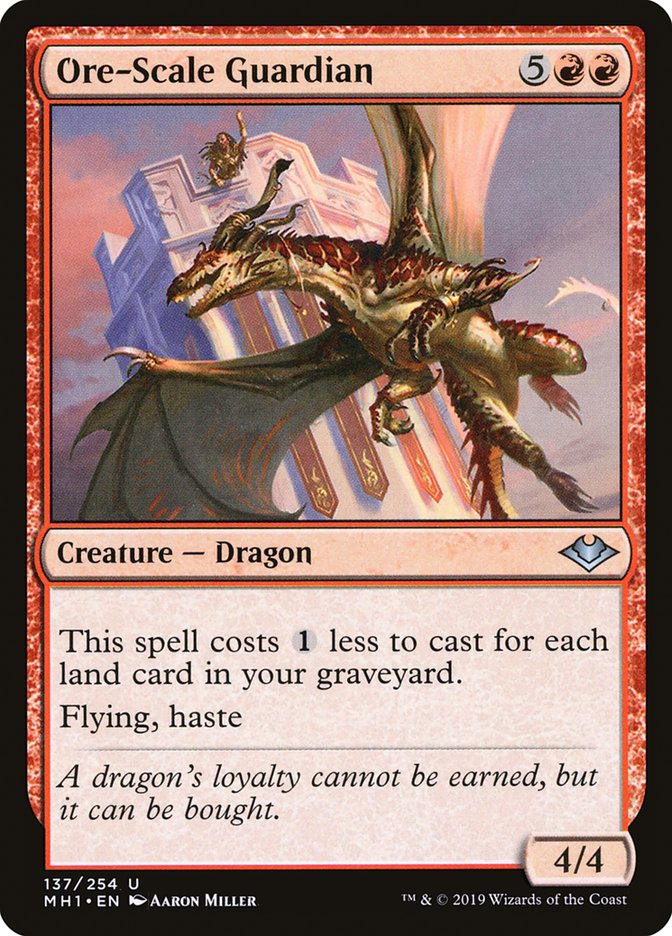 Ore-Scale Guardian 5
Creature — Dragon
This spell costs 1 less to cast for each
land card in your graveyard.
Flying, haste
A dragon's loyalty cannot be earned, but
it can be bought.
4/4
137/254 U
MH1 • EN Aaron Miller
™ & © 2019 Wizards of the Coast